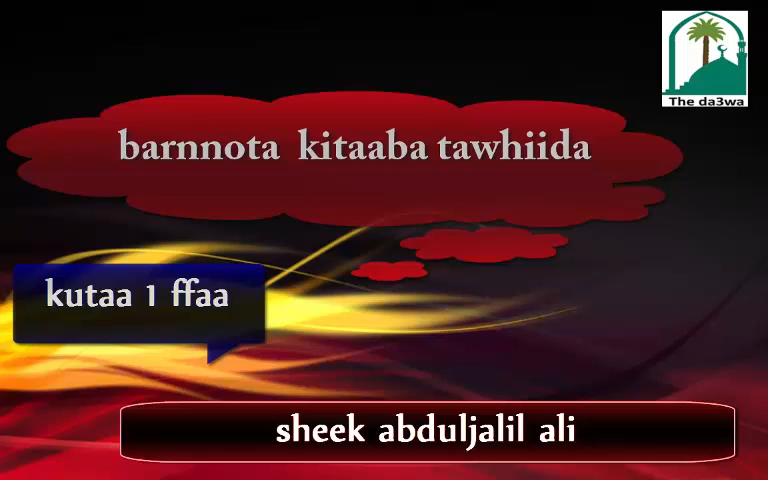 The da3wa
barnnota kitaaba tawhiida
kutaa 1 ffaa
sheek abduljalil ali